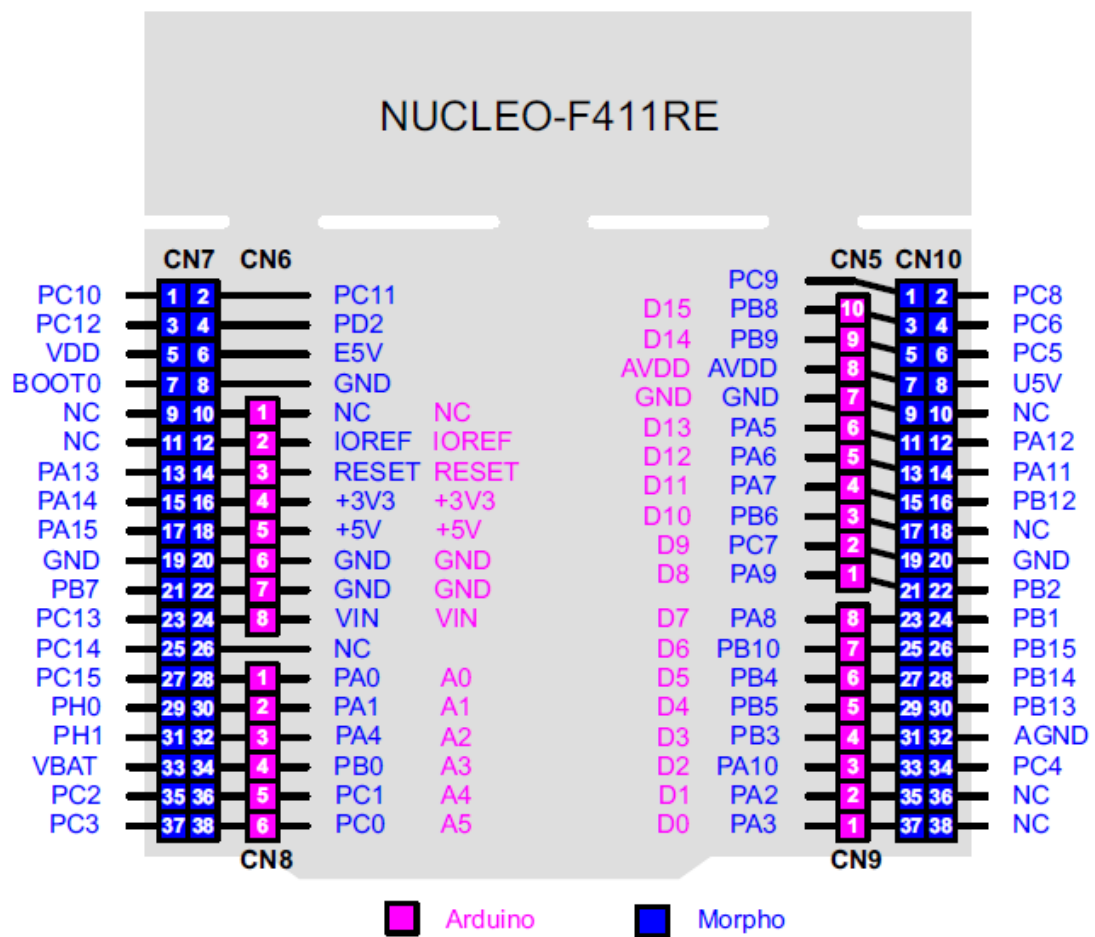 NUCLEO-F411RE
CN7 CN6 CN5 CN10
PC9
PC10 1 2 PC11 D15 PB8 10 1 2 PC8
PC12 3 4 PD2 D14 PB9 9 3 4 PC6
VDD 5 6 E5V AVDD AVDD 8 5 6 PC5
BOOT0 7 8 GND GND GND 7 7 8 U5V
NC 9 10 1 NC NC D13 PA5 6 9 10 NC
NC 11 12 2 IOREF IOREF D12 PA6 5 11 12 PA12
PA13 13 14 3 RESET RESET D11 PA7 4 13 14 PA11
PA14 15 16 4 +3V3 +3V3 D10 PB6 3 15 16 PB12
PA15 17 18 5 +5V +5V D9 PC7 2 17 18 NC
GND 19 20 6 GND GND D8 PA9 1 19 20 GND
PB7 21 22 7 GND GND 21 22 PB2
PC13 23 24 8 VIN VIN D7 PA8 8 23 24 PB1
PC14 25 26 NC D6 PB10 7 25 26 PB15
PC15 27 28 1 PA0 A0 D5 PB4 6 27 28 PB14
PH0 29 30 2 PA1 A1 D4 PB5 5 29 30 PB13
PH1 31 32 3 PA4 A2 D3 PB3 4 31 32 AGND
VBAT 33 34 4 PB0 A3 D2 PA10 3 33 34 PC4
PC2 35 36 5 PC1 A4 D1 PA2 2 35 36 NC
PC3 37 38 6 PC0 A5 D0 PA3 1 37 38 NC
CN8 CN9
Arduino Morpho